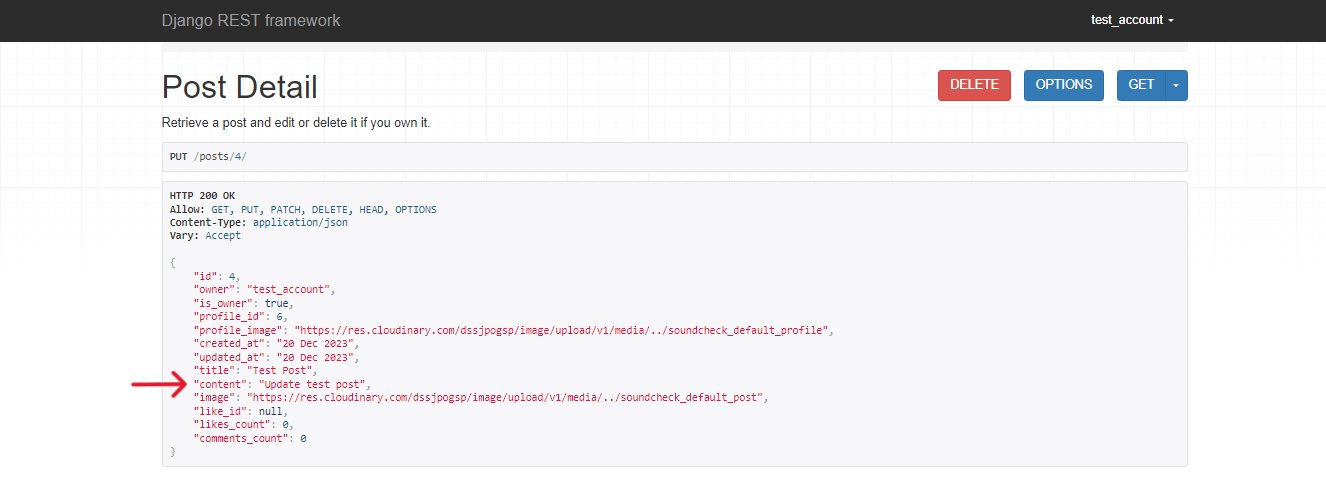 Django REST framework
test_account
Post Detail
DELETE
OPTIONS
GET
Retrieve a post and edit or delete it if you own it.
PUT /posts/4/
HTTP 200 OK
Allow: GET, PUT, PATCH, DELETE, HEAD, OPTIONS
Content-Type: application/json
Vary: Accept
{
    "id": 4,
    "owner": "test_account",
    "is_owner": true,
    "profile_id": 6,
    "profile_image": "https://res.cloudinary.com/dssjpogsp/image/upload/v1/media/../soundcheck_default_profile",
    "created_at": "20 Dec 2023",
    "updated_at": "20 Dec 2023",
    "title": "Test Post",
    "content": "Update test post",
    "image": "https://res.cloudinary.com/dssjpogsp/image/upload/v1/media/../soundcheck_default_post",
    "like_id": null,
    "likes_count": 0,
    "comments_count": 0
}